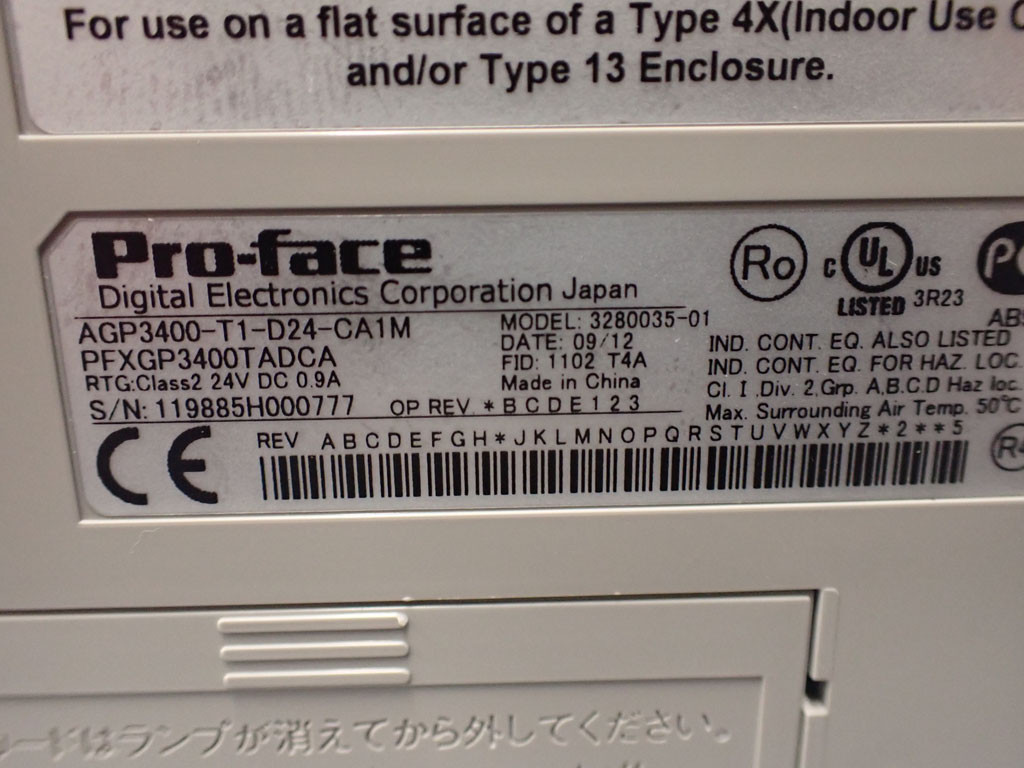 For use on a flat surface of a Type 4X(Indoor Use
and/or Type 13 Enclosure.
Pro-face
Digital Electronics Corporation Japan
AGP3400-T1-D24-CA1M
PFXGP3400TADCA
RTG:Class2 24V DC 0.9A
S/N: 119885H000777 OP REV *BCDE123
MODEL: 3280035-01
DATE: 09/12
FID: 1102 T4A
Made in China
Ro
C UL US
LISTED 3R23
IND. CONT. EQ. ALSO LISTED
IND. CONT. EQ. FOR HAZ. LOC.
Cl. I ,Div. 2,Grp. A,B,C,D Haz loc.
Max. Surrounding Air Temp. 50℃
CE
REV ABCDEFGH*JKLMNOPQRSTUVWXYZ*2**5
ードはランプが消えてから外してください。